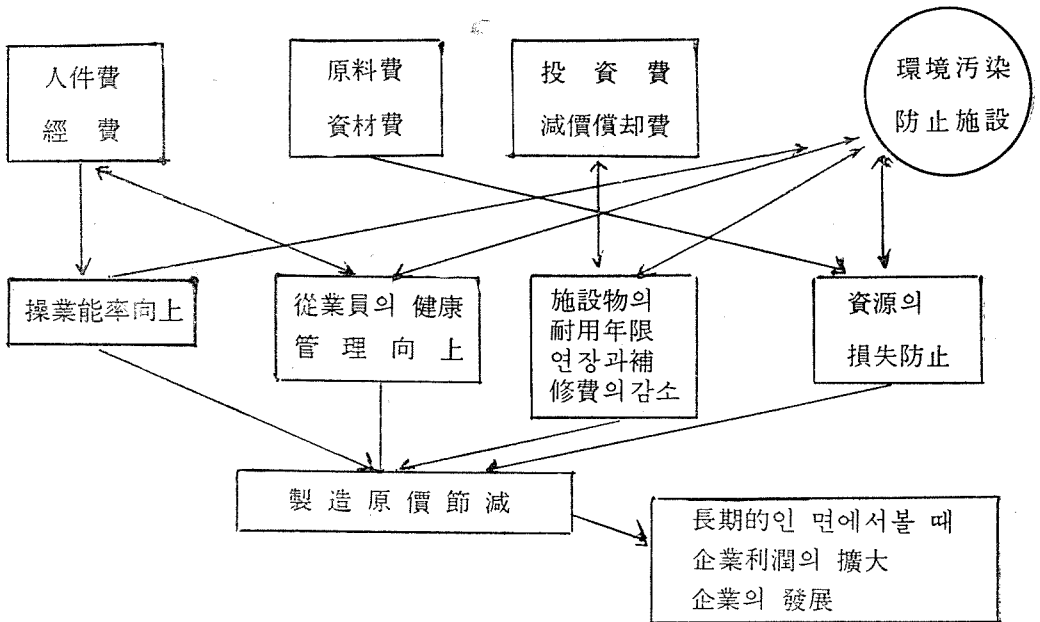 人件費
經費
原料費
資材費
投資費
減價償却費
環境汚染
防止施設
操業能率向上
從業員의 健康
管理向上
施設物의
耐用年限
연장과補
修費의감소
資源의
損失防止
製造原價節減
長期的인 면에서볼 때
企業利潤의 擴大
企業의 發展